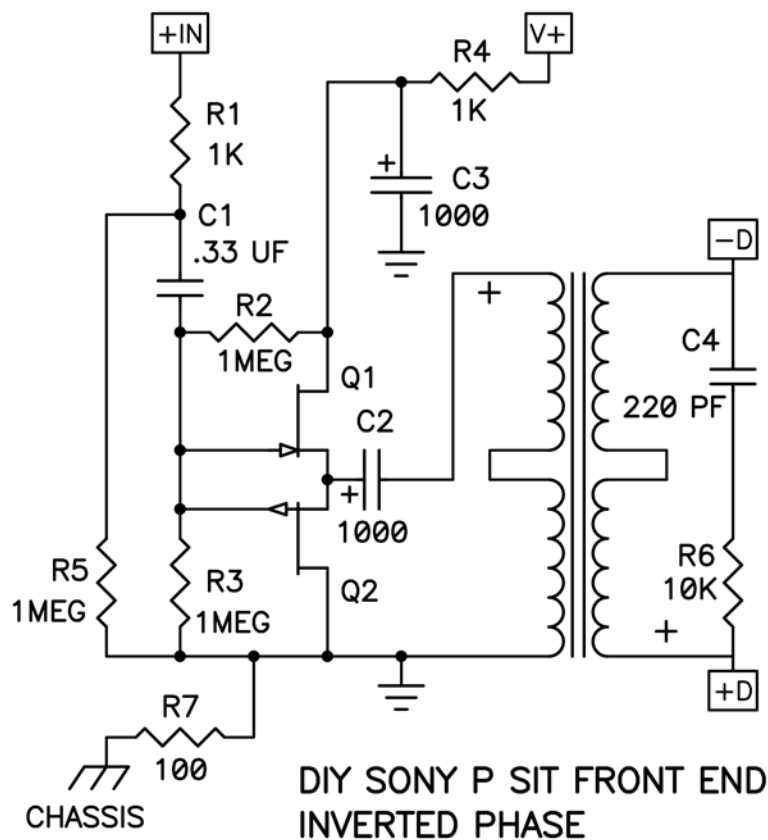 +IN
V+
R4
1K
R1
1K
+
C3
1000
C1
.33 UF
R2
1MEG
+
-D
C4
220 PF
Q1
C2
+
1000
R5
1MEG
R3
1MEG
Q2
R6
10K
+
+D
R7
100
CHASSIS
DIY SONY P SIT FRONT END
INVERTED PHASE